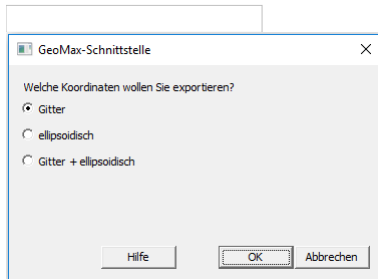 GeoMax-Schnittstelle
Welche Koordinaten wollen Sie exportieren?
Gitter
ellipsoidisch
Gitter + ellipsoidisch
Hilfe OK Abbrechen